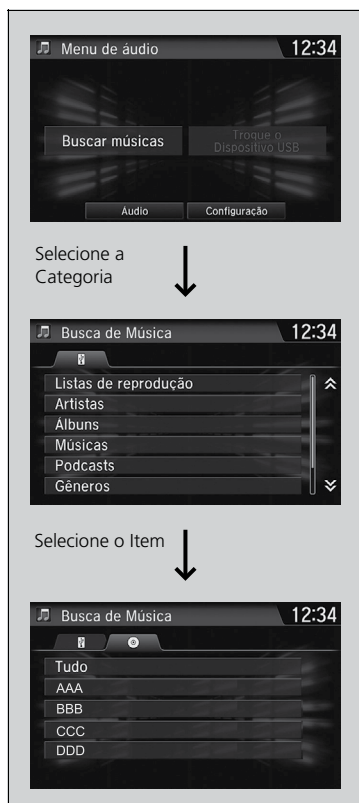 Menu de áudio 12:34
Buscar músicas
Troque o
Dispositivo USB
Áudio Configuração
Selecione a
Categoria
Busca de Música 12:34
Listas de reprodução
Artistas
Álbuns
Músicas
Podcasts
Gêneros
Selecione o Item
Busca de Música 12:34
Tudo
AAA
BBB
CCC
DDD